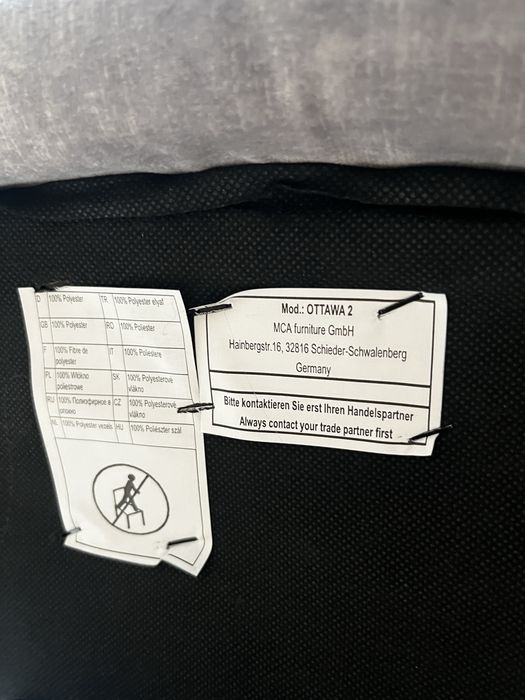 D 100% Polyester TR 100% Polyester elyaf
GB 100% Polyester RO 100% Poliester
F 100% Fibre de polyester IT 100% Poliestere
PL 100% Włókno poliestrowe SK 100% Polyesterové vlákno
RU 100% CZ 100% Polyesterové vlákno
NL 100% Polyester vezels HU 100% Poliészter szál
Mod.: OTTAWA 2
MCA furniture GmbH
Hainbergstr.16, 32816 Schieder-Schwalenberg
Germany
Bitte kontaktieren Sie erst Ihren Handelspartner
Always contact your trade partner first